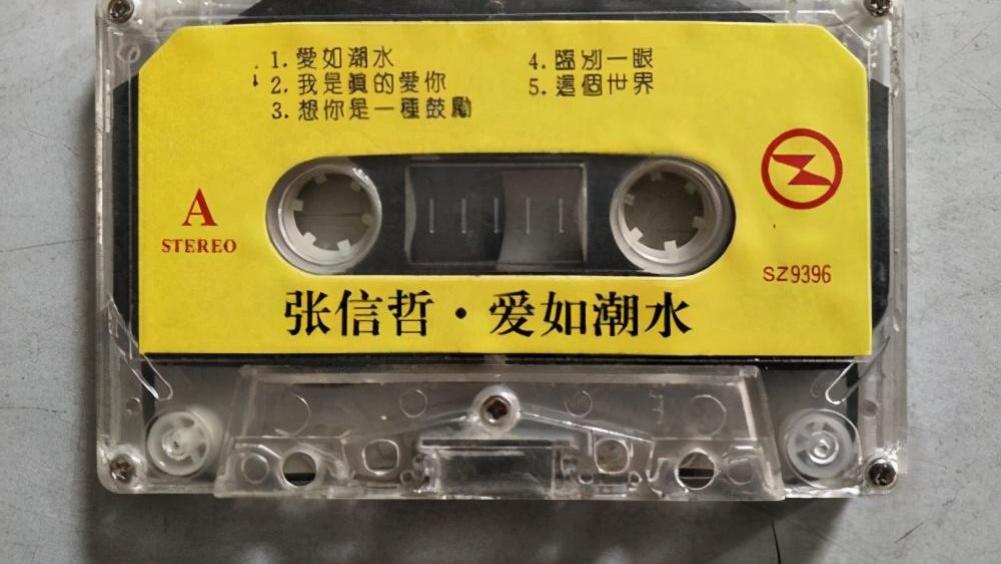 1. 愛如潮水
2. 我是眞的愛你
3. 想你是一種鼓勵
4. 臨別一眼
5. 這個世界
A
STEREO
SZ9396
张信哲·爱如潮水